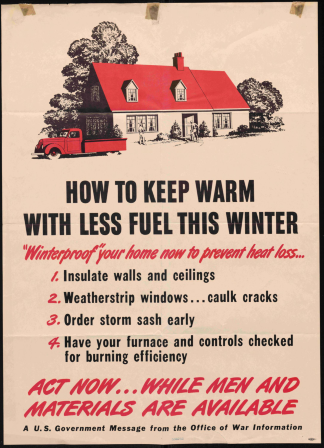 HOW TO KEEP WARM
WITH LESS FUEL THIS WINTER
"Winterproof" your home now to prevent heat loss...
1. Insulate walls and ceilings
2. Weatherstrip windows...caulk cracks
3. Order storm sash early
4. Have your furnace and controls checked
for burning efficiency
ACT NOW...WHILE MEN AND
MATERIALS ARE AVAILABLE
A U.S. Government Message from the Office of War Information